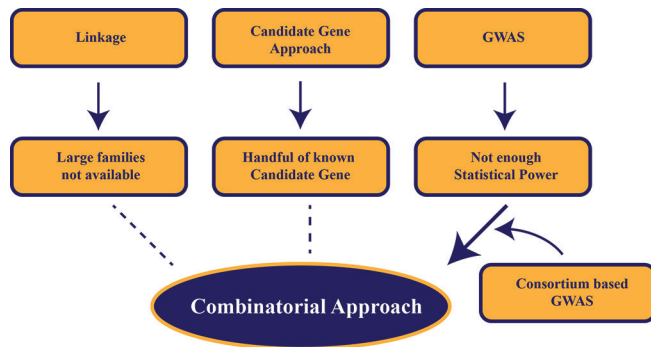 Linkage
Candidate Gene
Approach
GWAS
Large families
not available
Handful of known
Candidate Gene
Not enough
Statistical Power
Combinatorial Approach
Consortium based
GWAS